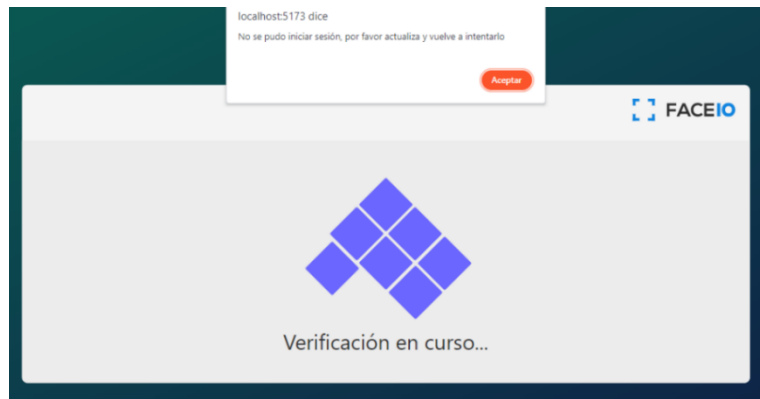 localhost:5173 dice
No se pudo iniciar sesión, por favor actualiza y vuelve a intentarlo
Aceptar
FACEIO
Verificación en curso...